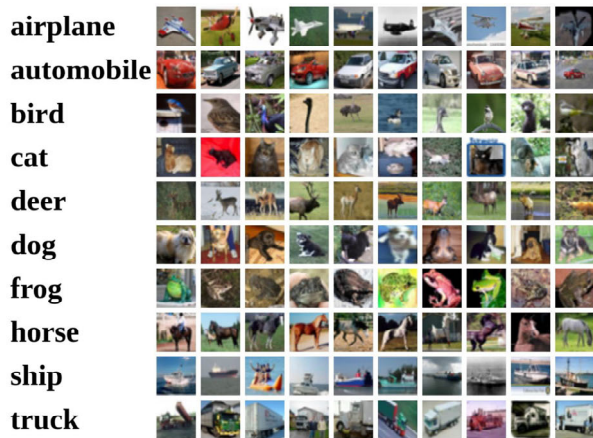 airplane
automobile
bird
cat
deer
dog
frog
horse
ship
truck